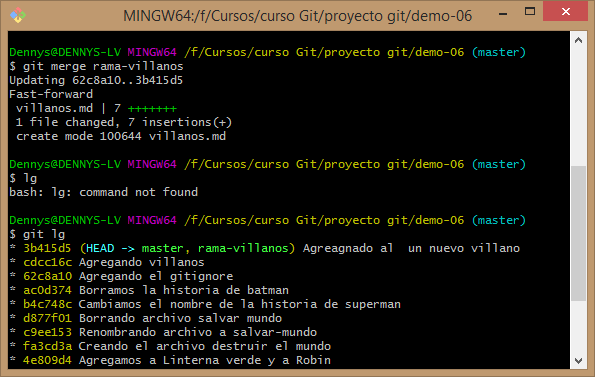 MINGW64:/f/Cursos/curso Git/proyecto git/demo-06
Dennys@DENNYS-LV MINGW64 /f/Cursos/curso Git/proyecto git/demo-06 (master)
$ git merge rama-villanos
Updating 62c8a10..3b415d5
Fast-forward
 villanos.md | 7 +++++++
 1 file changed, 7 insertions(+)
 create mode 100644 villanos.md
Dennys@DENNYS-LV MINGW64 /f/Cursos/curso Git/proyecto git/demo-06 (master)
$ lg
bash: lg: command not found
Dennys@DENNYS-LV MINGW64 /f/Cursos/curso Git/proyecto git/demo-06 (master)
$ git lg
* 3b415d5 (HEAD -> master, rama-villanos) Agreagnado al  un nuevo villano
* cdcc16c Agregando villanos
* 62c8a10 Agregando el gitignore
* ac0d374 Borramos la historia de batman
* b4c748c Cambiamos el nombre de la historia de superman
* d877f01 Borrando archivo salvar mundo
* c9ee153 Renombrando archivo a salvar-mundo
* fa3cd3a Creando el archivo destruir el mundo
* 4e809d4 Agregamos a Linterna verde y a Robin